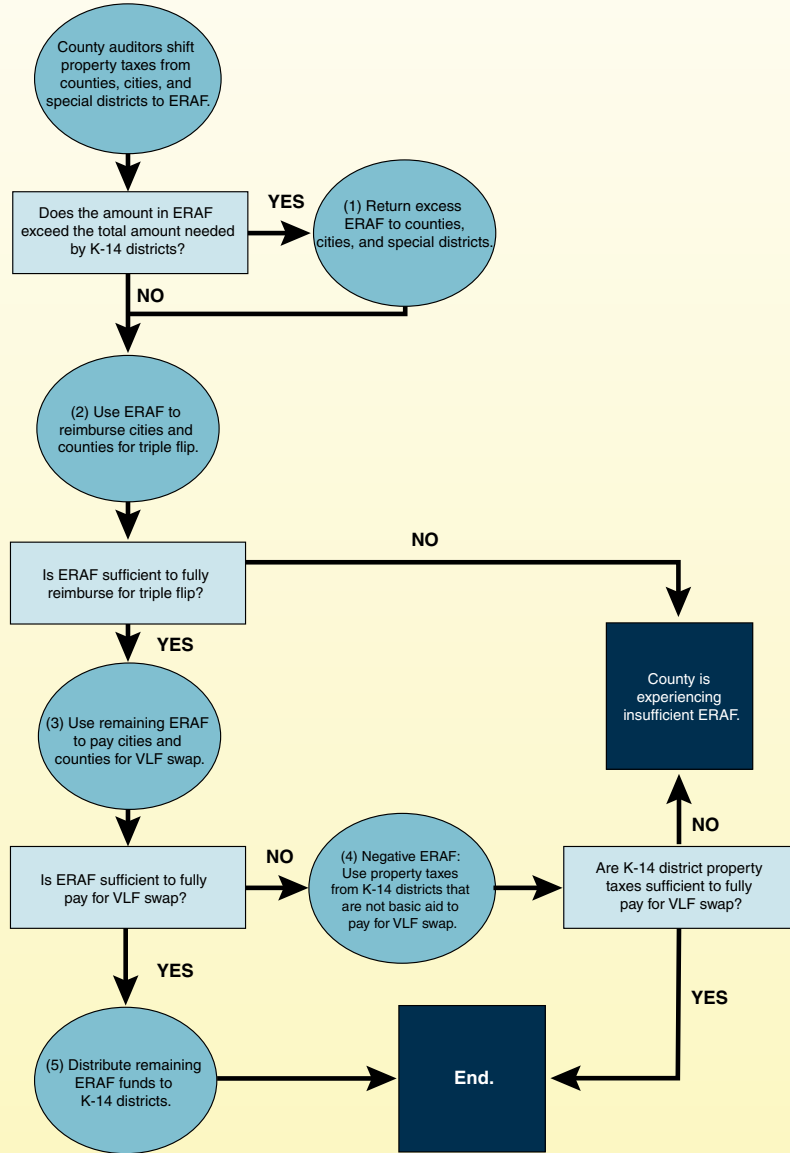 County auditors shift
property taxes from
counties, cities, and
special districts to ERAF.
Does the amount in ERAF
exceed the total amount needed
by K-14 districts?
YES
(1) Return excess
ERAF to counties,
cities, and special districts.
NO
(2) Use ERAF to
reimburse cities and
counties for triple flip.
Is ERAF sufficient to fully
reimburse for triple flip?
NO
YES
County is
experiencing
insufficient ERAF.
(3) Use remaining ERAF
to pay cities and
counties for VLF swap.
Is ERAF sufficient to fully
pay for VLF swap?
NO
(4) Negative ERAF:
Use property taxes
from K-14 districts that
are not basic aid to
pay for VLF swap.
NO
Are K-14 district property
taxes sufficient to fully
pay for VLF swap?
YES
YES
(5) Distribute remaining
ERAF funds to
K-14 districts.
End.